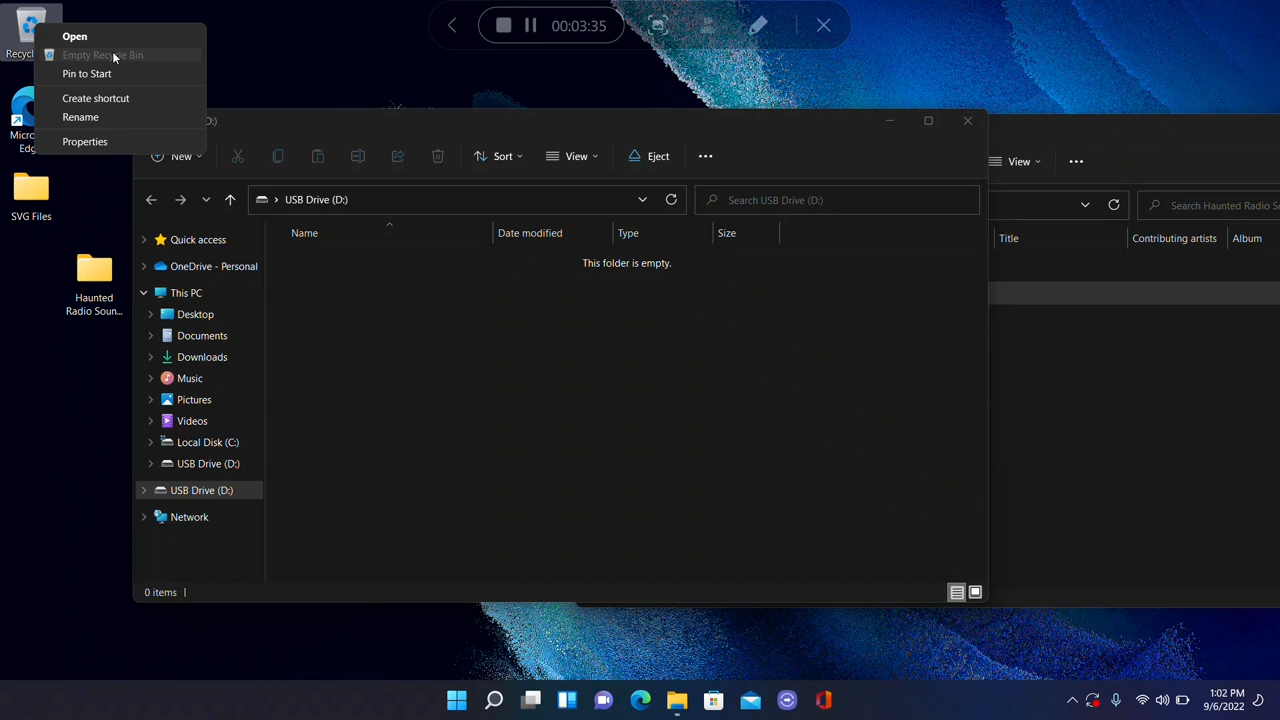 00:03:35
Open
Empty Recycle Bin
Pin to Start
Create shortcut
Rename
Properties
Recycl
Micro
Edg
SVG Files
Haunted
Radio Soun...
D:)
New
Sort
View
Eject
USB Drive (D:)
Search USB Drive (D:)
Name
Date modified
Type
Size
This folder is empty.
Quick access
OneDrive - Personal
This PC
Desktop
Documents
Downloads
Music
Pictures
Videos
Local Disk (C:)
USB Drive (D:)
USB Drive (D:)
Network
0 items
View
Search Haunted Radio So
Title
Contributing artists
Album
1:02 PM
9/6/2022